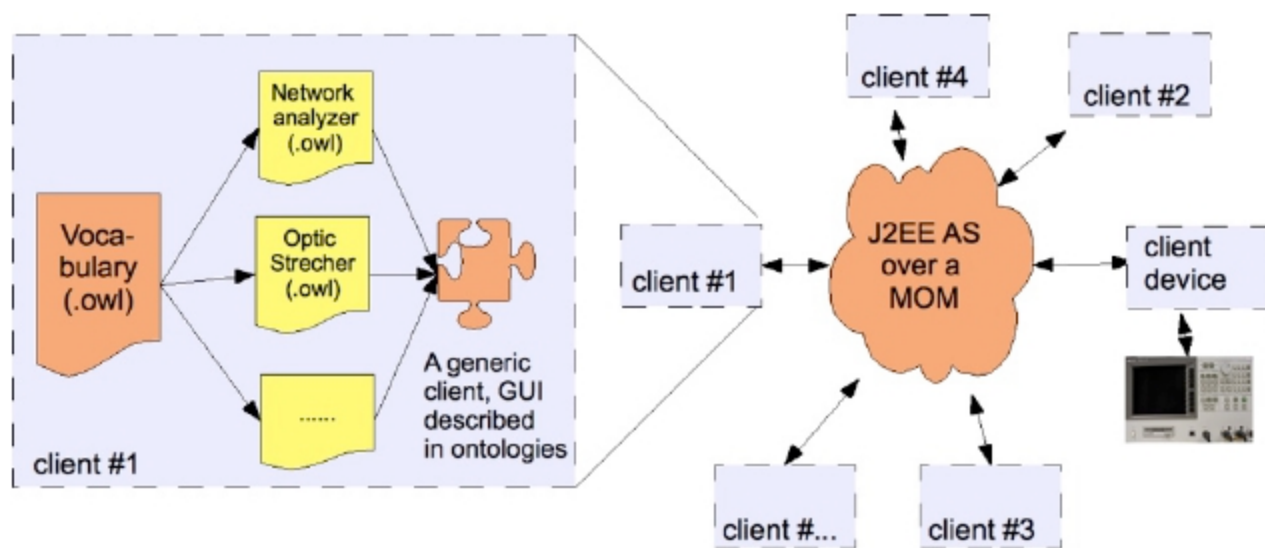 Network
analyzer
(.owl)
Voca-
bulary
(.owl)
Optic
Strecher
(.owl)
......
A generic
client, GUI
described
in ontologies
client #1
client #4
client #2
client #1
J2EE AS
over a
MOM
client
device
client #...
client #3